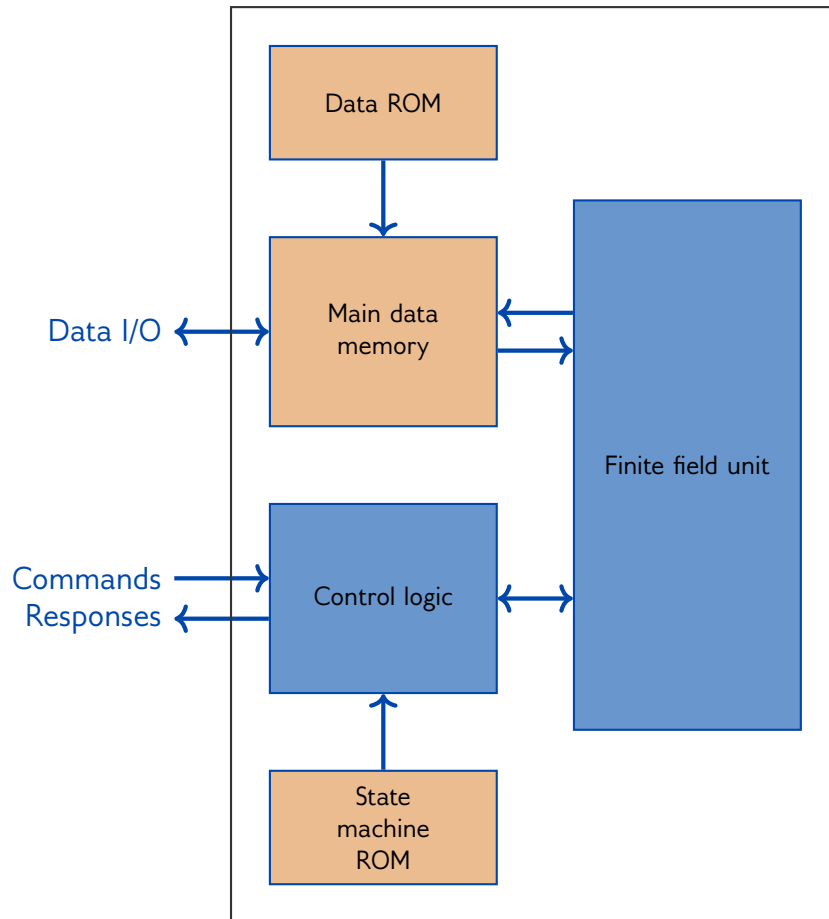 Data ROM
Data I/O
Main data
memory
Finite field unit
Commands
Responses
Control logic
State
machine
ROM